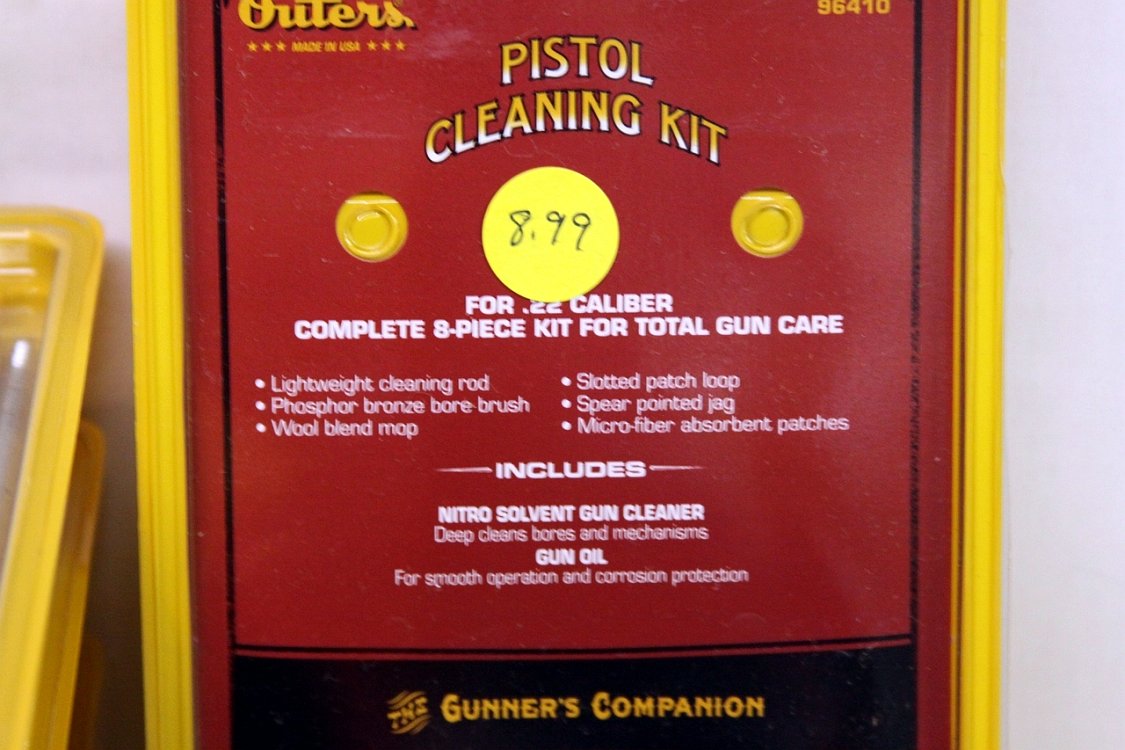 Outers.
96410
★★★ MADE IN USA ★★★
PISTOL
CLEANING KIT
8.99
FOR .22 CALIBER
COMPLETE 8-PIECE KIT FOR TOTAL GUN CARE
• Lightweight cleaning rod
• Phosphor bronze bore brush
• Wool blend mop
• Slotted patch loop
• Spear pointed jag
• Micro-fiber absorbent patches
INCLUDES
NITRO SOLVENT GUN CLEANER
Deep cleans bores and mechanisms
GUN OIL
For smooth operation and corrosion protection
THE GUNNER'S COMPANION